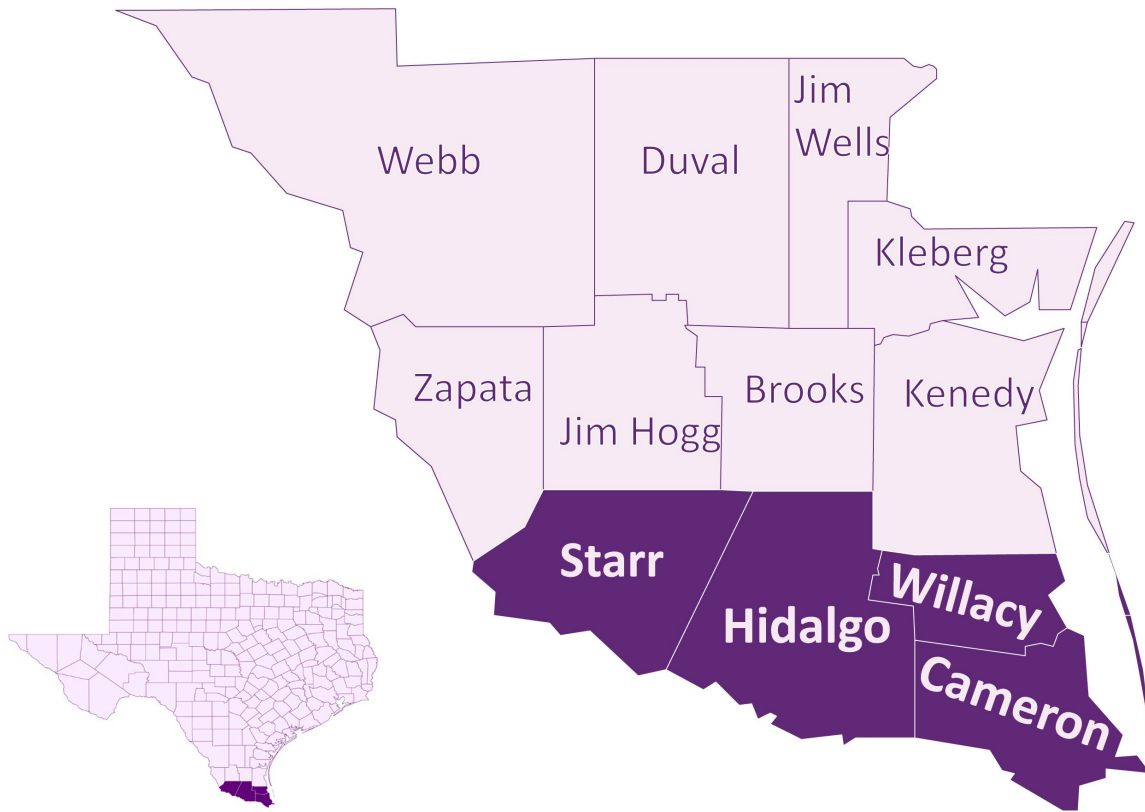 Jim
Wells
Webb
Duval
Kleberg
Zapata
Brooks
Kenedy
Jim Hogg
Starr
Willacy
Hidalgo
Cameron